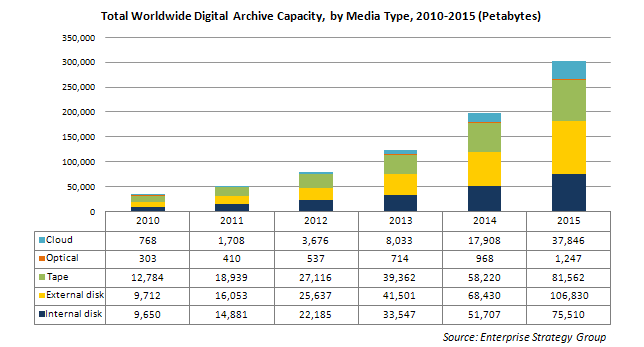 Total Worldwide Digital Archive Capacity, by Media Type, 2010-2015 (Petabytes)
350,000
300,000
250,000
200,000
150,000
100,000
50,000
0
2010 2011 2012 2013 2014 2015
Cloud 768 1,708 3,676 8,033 17,908 37,846
Optical 303 410 537 714 968 1,247
Tape 12,784 18,939 27,116 39,362 58,220 81,562
External disk 9,712 16,053 25,637 41,501 68,430 106,830
Internal disk 9,650 14,881 22,185 33,547 51,707 75,510
Source: Enterprise Strategy Group